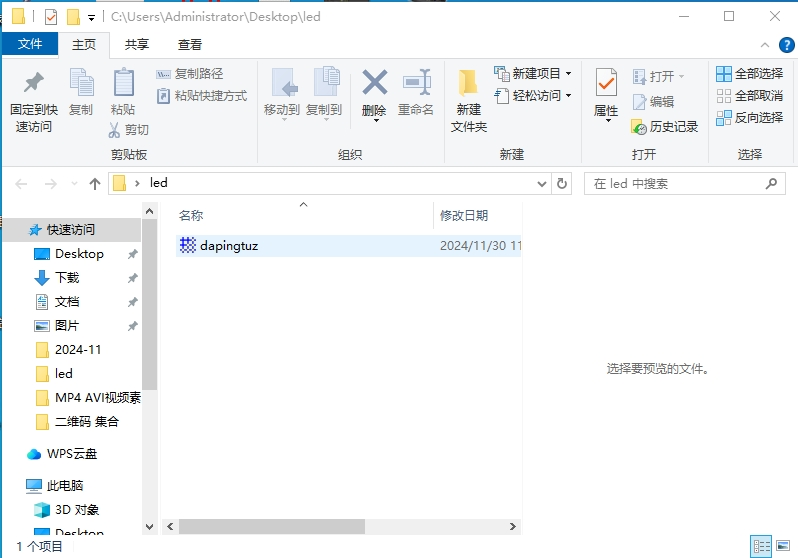 C:\Users\Administrator\Desktop\led
文件 主页 共享 查看
固定到快速访问
复制
粘贴
复制路径
粘贴快捷方式
剪切
剪贴板
移动到
复制到
删除
重命名
组织
新建文件夹
新建项目
轻松访问
新建
属性
打开
编辑
历史记录
打开
全部选择
全部取消
反向选择
选择
led
在 led 中搜索
快速访问
Desktop
下载
文档
图片
2024-11
led
MP4 AVI视频素
二维码 集合
WPS云盘
此电脑
3D 对象
Desktop
名称 修改日期
dapingtuz 2024/11/30 11
选择要预览的文件。
1 个项目